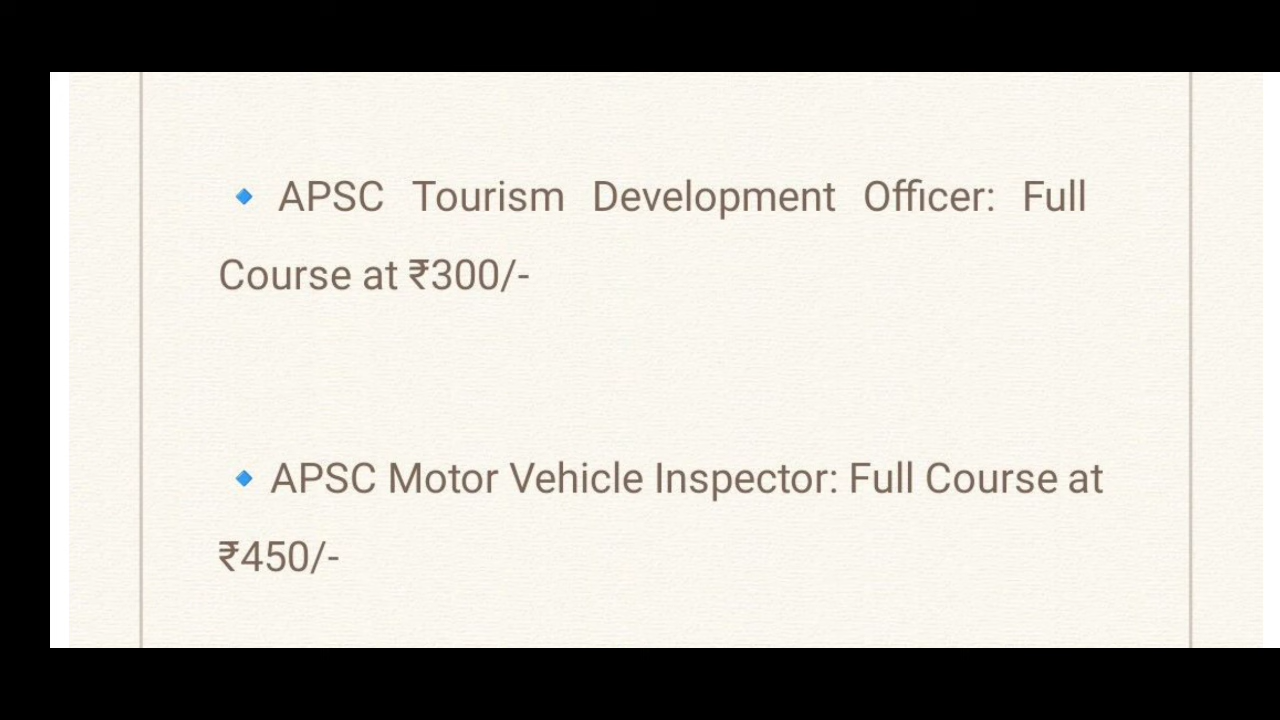 🔹 APSC Tourism Development Officer: Full
Course at ₹300/-
🔹 APSC Motor Vehicle Inspector: Full Course at
₹450/-